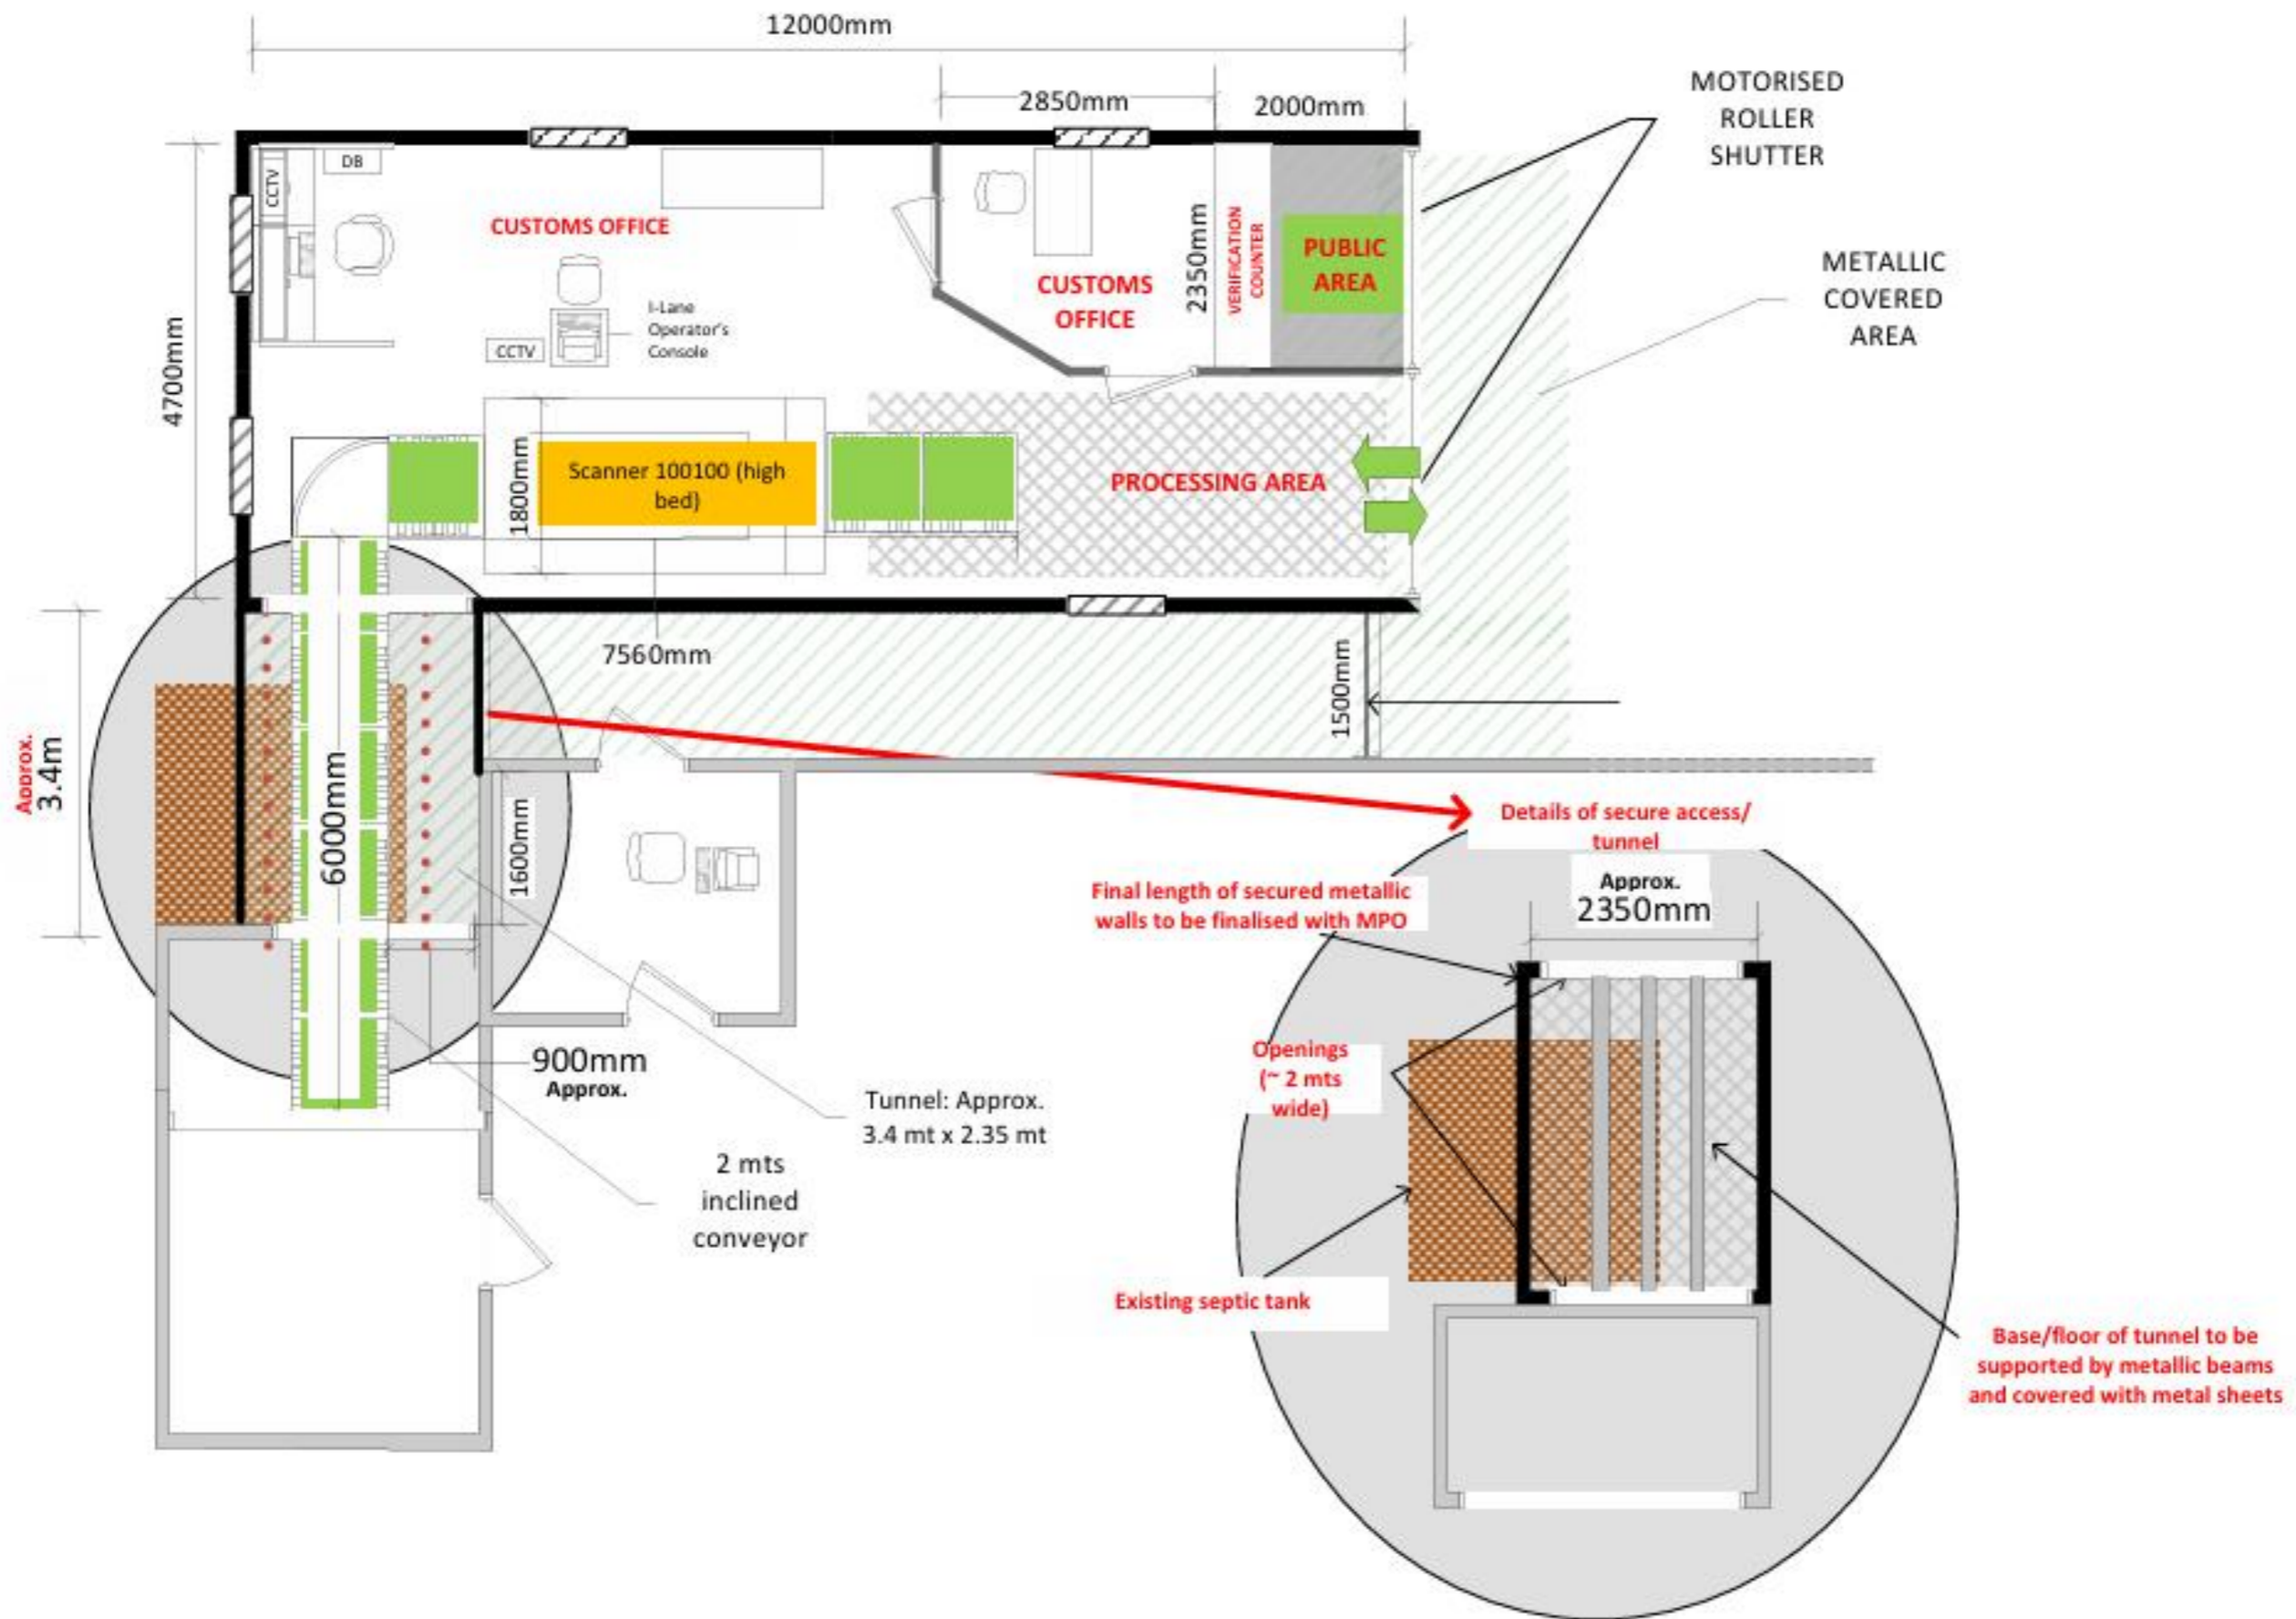 12000mm
2850mm
2000mm
MOTORISED
ROLLER
SHUTTER
CCTV
DB
CUSTOMS OFFICE
I-Lane
Operator's
Console
CCTV
CUSTOMS
OFFICE
2350mm
VERIFICATION
COUNTER
PUBLIC
AREA
METALLIC
COVERED
AREA
4700mm
1800mm
Scanner 100100 (high
bed)
PROCESSING AREA
7560mm
1500mm
Approx.
3.4m
6000mm
1600mm
900mm
Approx.
Tunnel: Approx.
3.4 mt x 2.35 mt
2 mts
inclined
conveyor
Details of secure access/
tunnel
Approx.
2350mm
Final length of secured metallic
walls to be finalised with MPO
Openings
(~ 2 mts
wide)
Existing septic tank
Base/floor of tunnel to be
supported by metallic beams
and covered with metal sheets